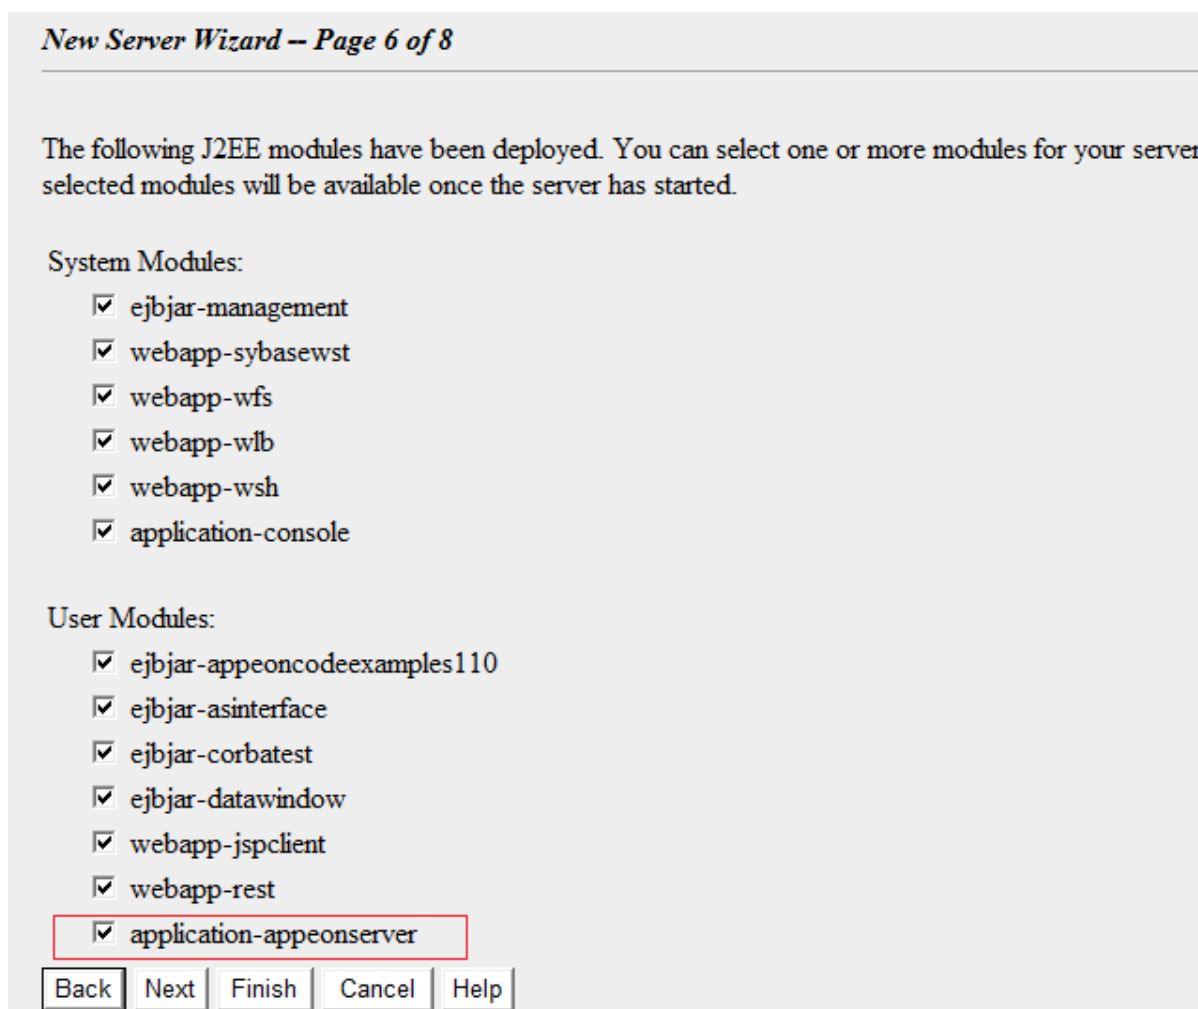 New Server Wizard -- Page 6 of 8
The following J2EE modules have been deployed. You can select one or more modules for your server
selected modules will be available once the server has started.
System Modules:
ejbjar-management
webapp-sybasewst
webapp-wfs
webapp-wlb
webapp-wsh
application-console
User Modules:
ejbjar-appeoncodeexamples110
ejbjar-asinterface
ejbjar-corbatest
ejbjar-datawindow
webapp-jspclient
webapp-rest
application-appeonserver
Back Next Finish Cancel Help